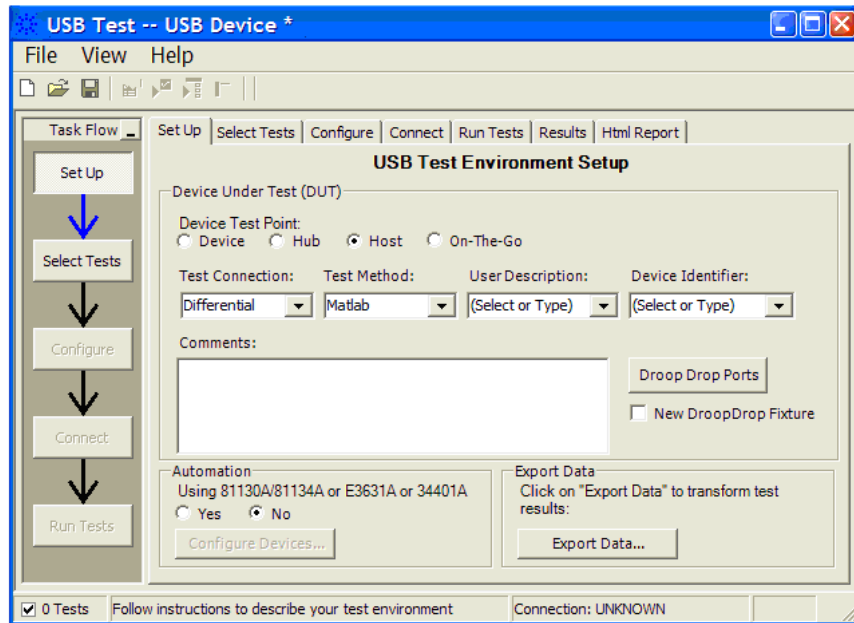 USB Test -- USB Device *
File View Help
Task Flow
Set Up Select Tests Configure Connect Run Tests Results Html Report
Set Up
Select Tests
Configure
Connect
Run Tests
USB Test Environment Setup
Device Under Test (DUT)
Device Test Point:
Device Hub Host On-The-Go
Test Connection: Test Method: User Description: Device Identifier:
Differential Matlab (Select or Type) (Select or Type)
Comments:
Droop Drop Ports
New DroopDrop Fixture
Automation
Using 81130A/81134A or E3631A or 34401A
Yes No
Configure Devices...
Export Data
Click on "Export Data" to transform test
results:
Export Data...
0 Tests Follow instructions to describe your test environment Connection: UNKNOWN